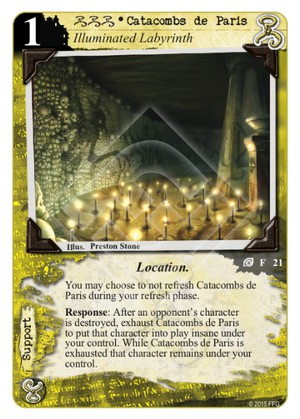 1
Catacombs de Paris
Illuminated Labyrinth
Illus. Preston Stone
F 21
Location.
You may choose to not refresh Catacombs de
Paris during your refresh phase.
Response: After an opponent's character
is destroyed, exhaust Catacombs de Paris
to put that character into play insane under
your control. While Catacombs de Paris is
exhausted that character remains under your
control.
Support
© 2015 FFG